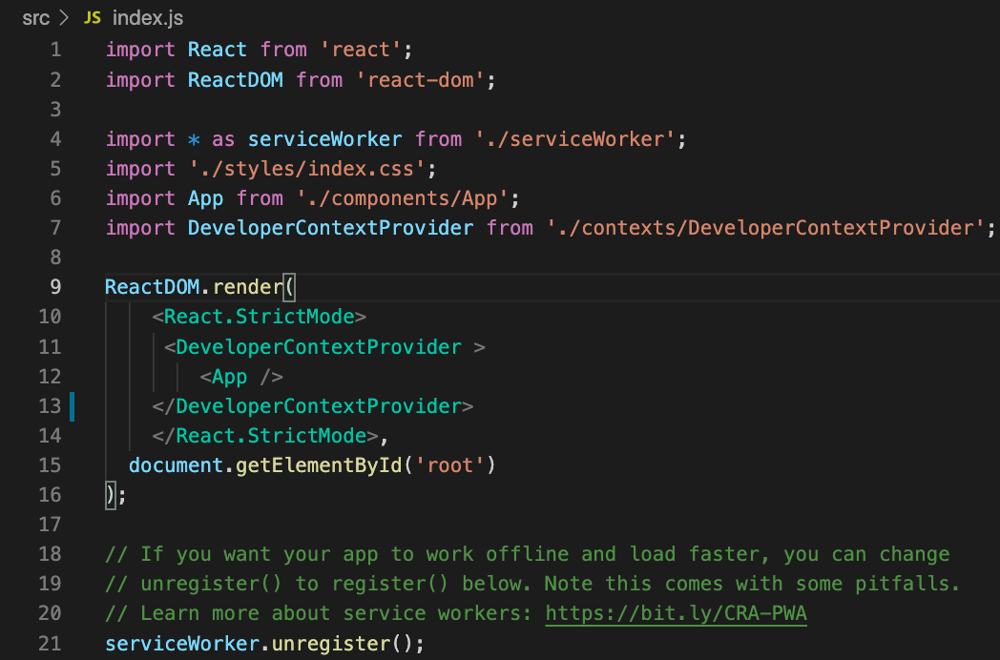 src > JS index.js
1 import React from 'react';
2 import ReactDOM from 'react-dom';
3
4 import * as serviceWorker from './serviceWorker';
5 import './styles/index.css';
6 import App from './components/App';
7 import DeveloperContextProvider from './contexts/DeveloperContextProvider';
8
9 ReactDOM.render(
10     <React.StrictMode>
11      <DeveloperContextProvider >
12         <App />
13     </DeveloperContextProvider>
14     </React.StrictMode>,
15   document.getElementById('root')
16 );
17
18 // If you want your app to work offline and load faster, you can change
19 // unregister() to register() below. Note this comes with some pitfalls.
20 // Learn more about service workers: https://bit.ly/CRA-PWA
21 serviceWorker.unregister();